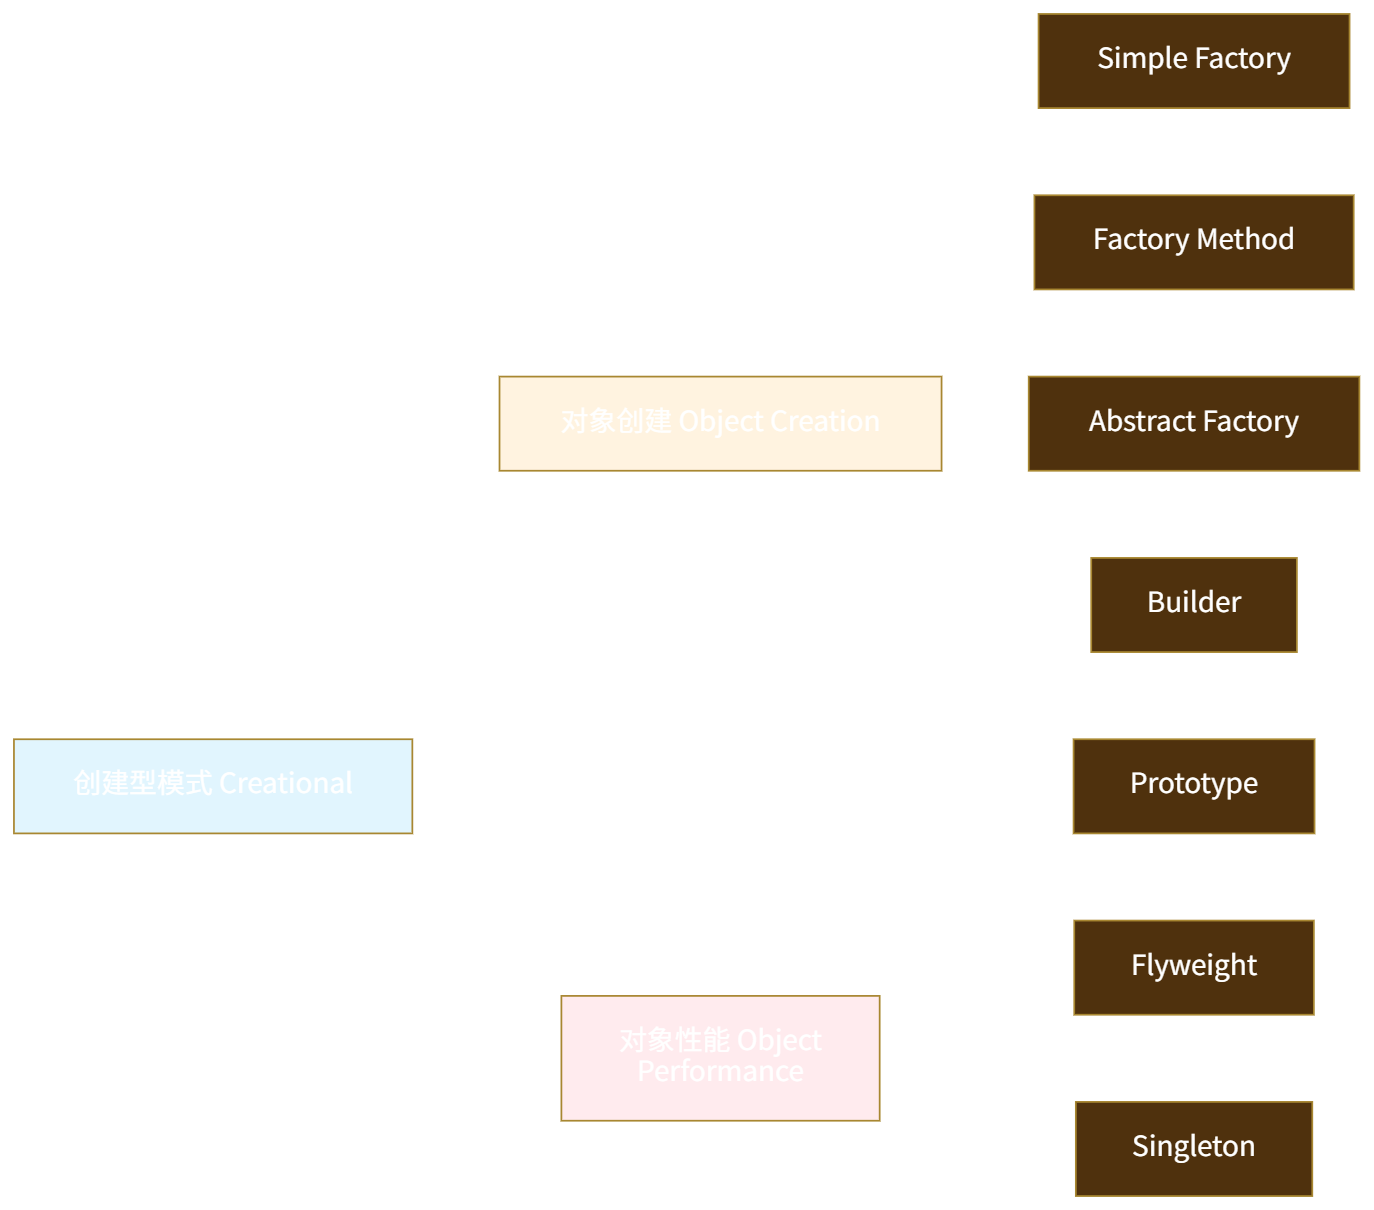 Simple Factory
Factory Method
对象创建 Object Creation
Abstract Factory
Builder
创建型模式 Creational
Prototype
Flyweight
对象性能 Object
Performance
Singleton